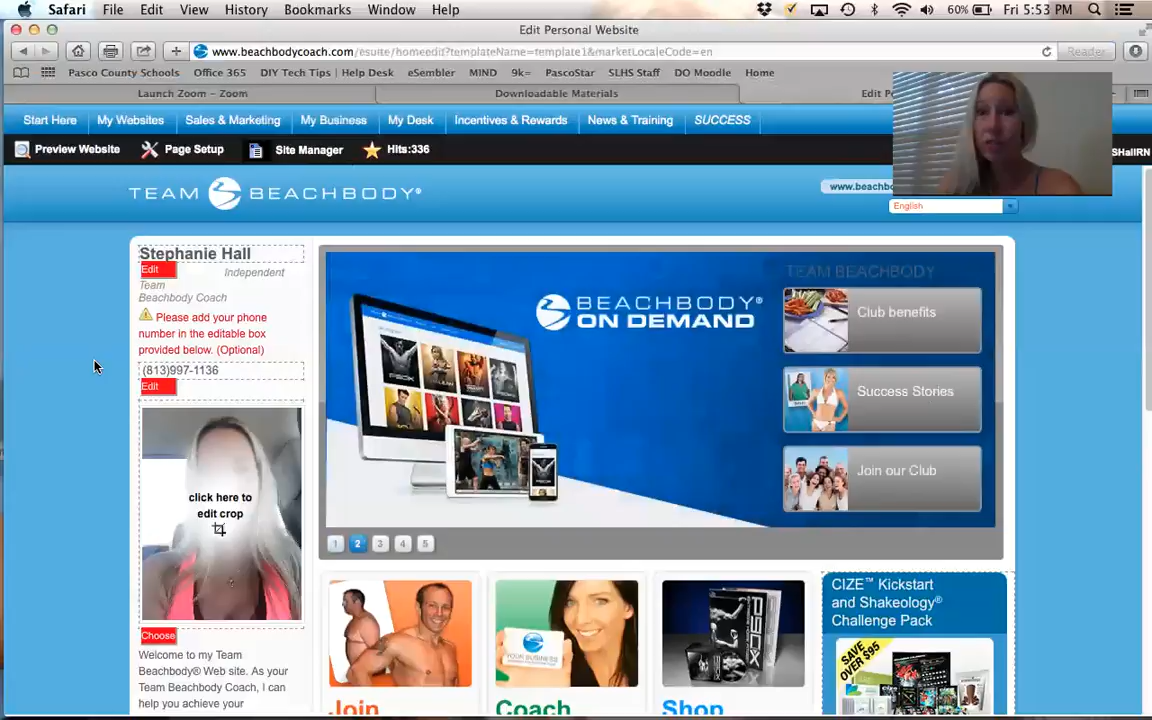 Safari File Edit View History Bookmarks Window Help 60% Fri 5:53 PM
Edit Personal Website
www.beachbodycoach.com/esuite/homeedit?templateName=template1&marketLocaleCode=en Reader
Pasco County Schools Office 365 DIY Tech Tips | Help Desk eSembler MIND 9k= PascoStar SLHS Staff DO Moodle Home
Launch Zoom – Zoom Downloadable Materials Edit Pe
Start Here My Websites Sales & Marketing My Business My Desk Incentives & Rewards News & Training SUCCESS
Preview Website Page Setup Site Manager Hits:336 SHallRN
TEAM BEACHBODY® www.beachbo
English
Stephanie Hall
Edit Independent
Team
Beachbody Coach
Please add your phone
number in the editable box
provided below. (Optional)
(813)997-1136
Edit
click here to
edit crop
Choose
Welcome to my Team
Beachbody® Web site. As your
Team Beachbody Coach, I can
help you achieve your
BEACHBODY®
ON DEMAND
TEAM BEACHBODY
Club benefits
Success Stories
Join our Club
1 2 3 4 5
YOUR BUSINESS
P90X
Join Coach Shop
CIZE™ Kickstart
and Shakeology®
Challenge Pack
SAVE
OVER $95